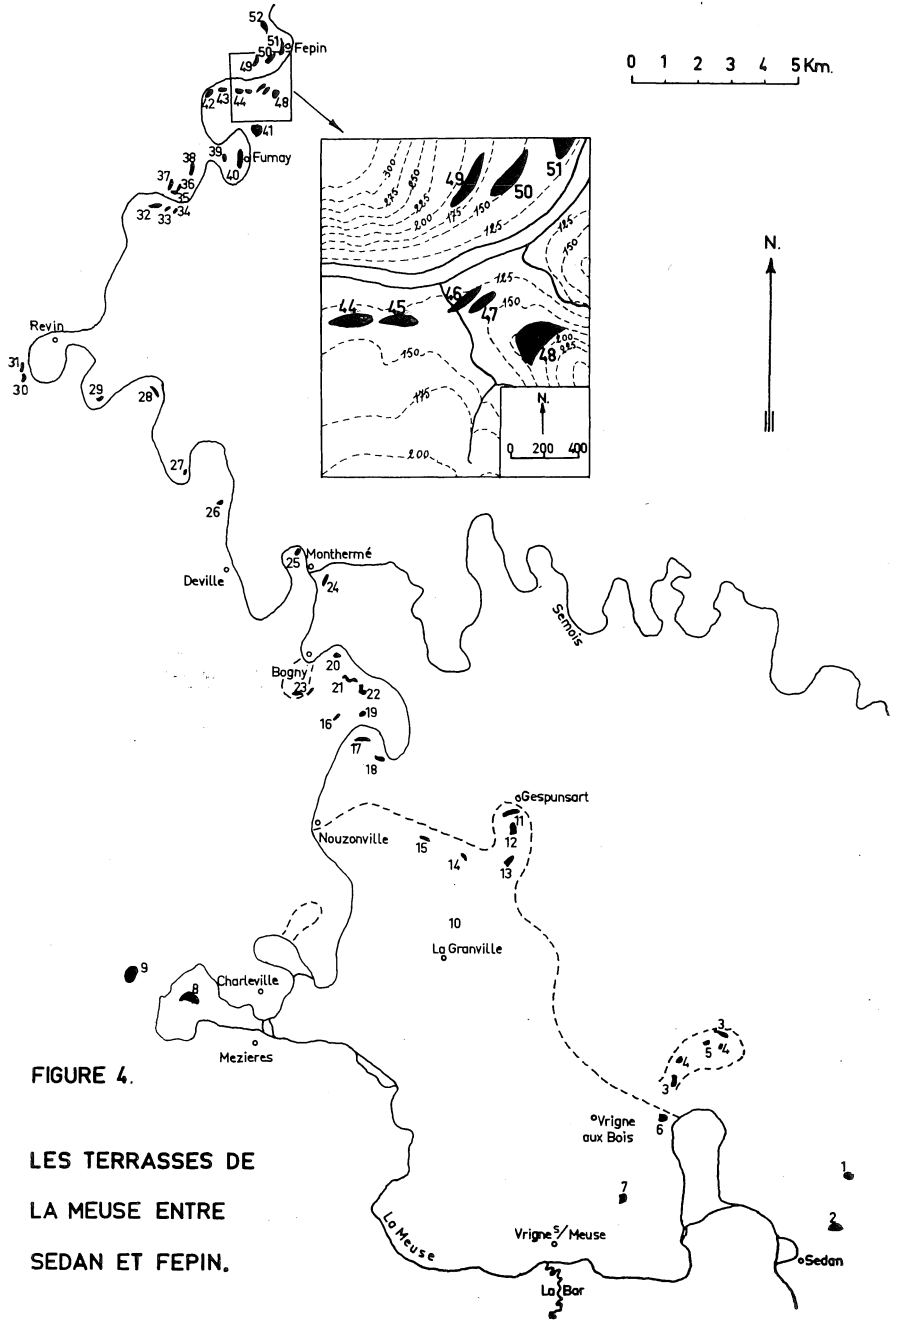 52
51
Fepin
50
49
0 1 2 3 4 5 Km.
42 43 44 48
41
39
Fumay
40
38
37
36
35
32 33 34
300
275
250
225
200
175
150
125
49
50
51
125
150
44 45 46
47
125
150
48
200
225
150
175
200
N.
0 200 400
N.
Revin
31
30
29
28
27
26
25
Monthermé
24
Deville
Semois
Bogny
20
21
22
23
19
16
17
18
Gespunsart
11
12
13
Nouzonville
15
14
10
La Granville
9
8
Charleville
Mezieres
3
5 4
4
3
6
Vrigne
aux Bois
1
7
2
Vrigne S/Meuse
La Meuse
Sedan
La Bar
FIGURE 4.
LES TERRASSES DE
LA MEUSE ENTRE
SEDAN ET FEPIN.